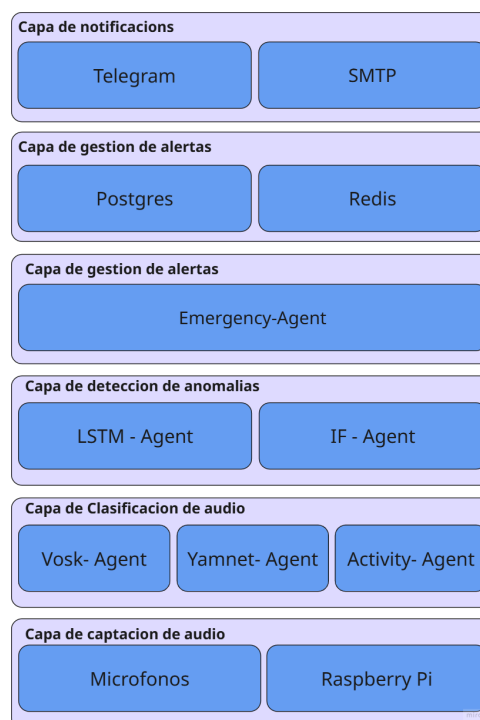 Capa de notificacions
Telegram SMTP
Capa de gestion de alertas
Postgres Redis
Capa de gestion de alertas
Emergency-Agent
Capa de deteccion de anomalias
LSTM - Agent IF - Agent
Capa de Clasificacion de audio
Vosk- Agent Yamnet- Agent Activity- Agent
Capa de captacion de audio
Microfonos Raspberry Pi